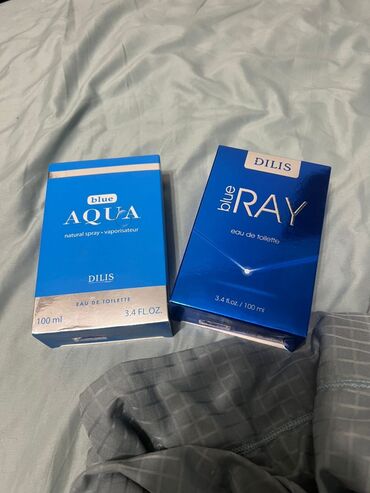 blue
AQUA
natural spray - vaporisateur
DILIS
EAU DE TOILETTE
100 ml 3.4 FL.OZ.
DILIS
blue RAY
eau de toilette
3.4 fl.oz. / 100 ml